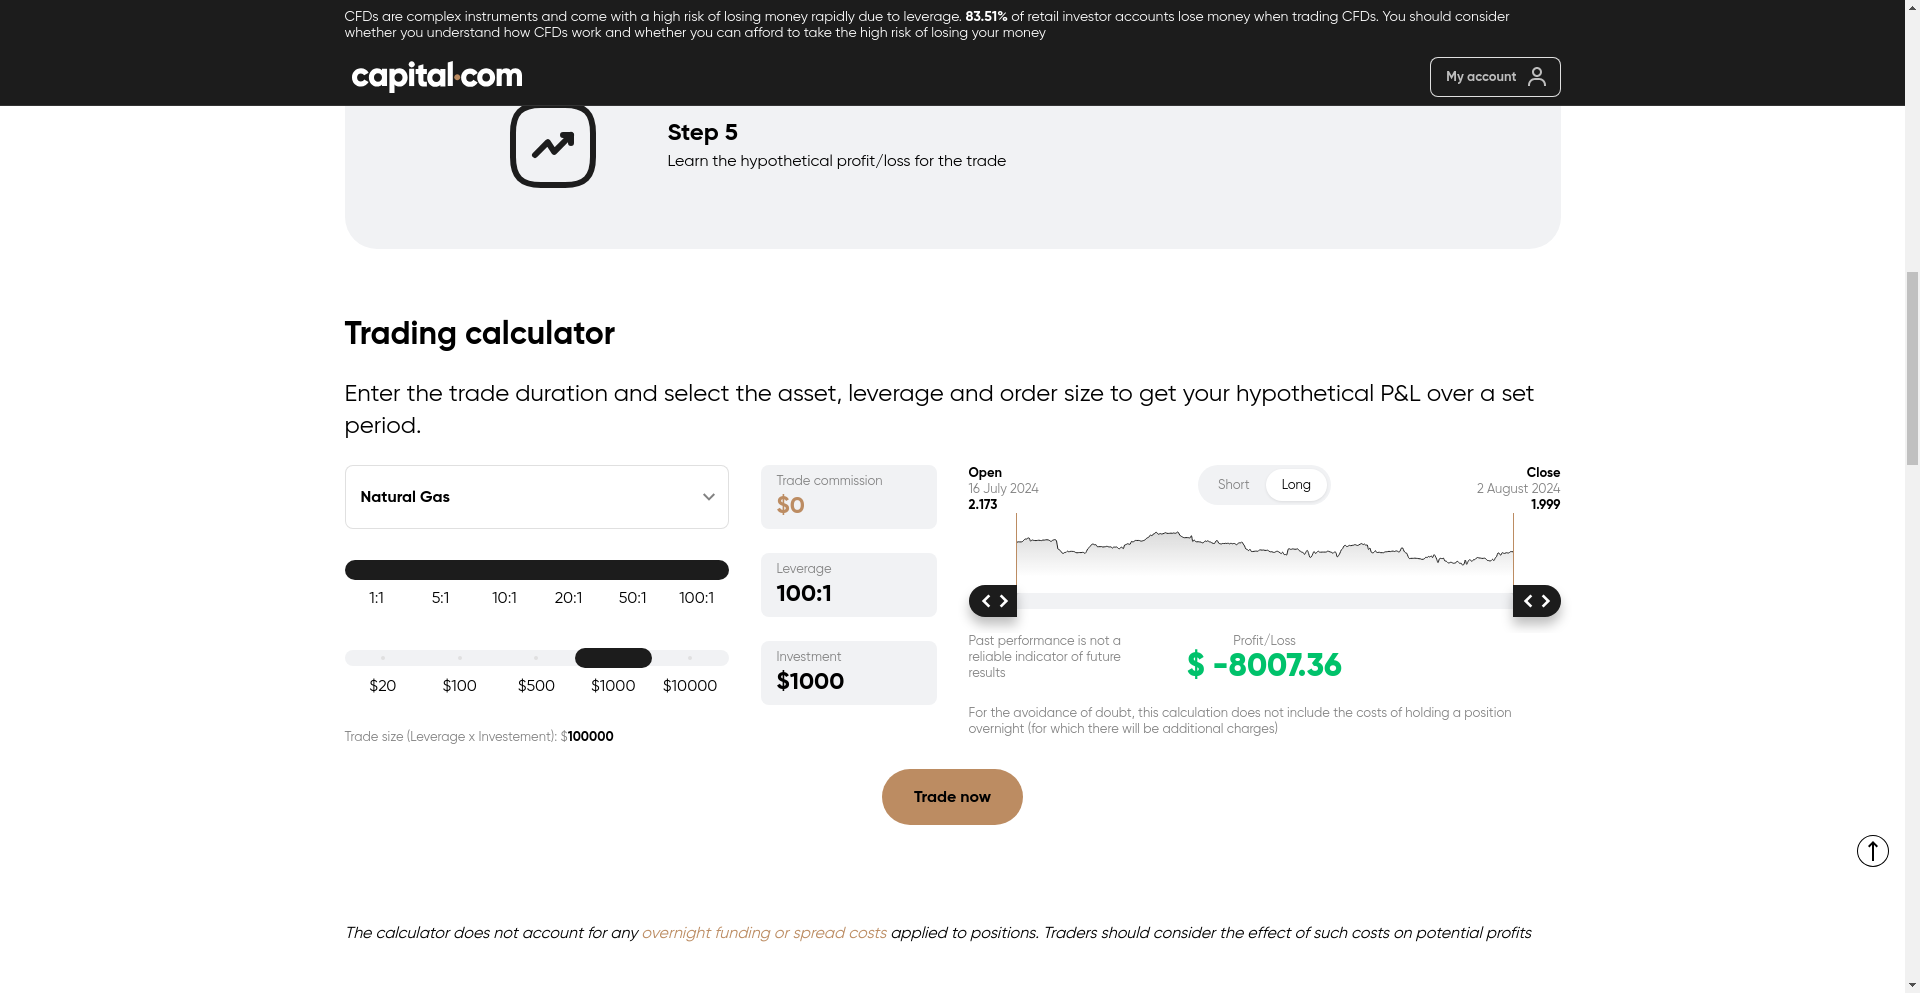 CFDs are complex instruments and come with a high risk of losing money rapidly due to leverage. 83.51% of retail investor accounts lose money when trading CFDs. You should consider
whether you understand how CFDs work and whether you can afford to take the high risk of losing your money
capital.com
My account
Step 5
Learn the hypothetical profit/loss for the trade
Trading calculator
Enter the trade duration and select the asset, leverage and order size to get your hypothetical P&L over a set
period.
Natural Gas
1:1 5:1 10:1 20:1 50:1 100:1
$20 $100 $500 $1000 $10000
Trade size (Leverage x Investement): $100000
Trade commission
$0
Leverage
100:1
Investment
$1000
Open
16 July 2024
2.173
Short Long
Close
2 August 2024
1.999
Past performance is not a
reliable indicator of future
results
Profit/Loss
$ -8007.36
For the avoidance of doubt, this calculation does not include the costs of holding a position
overnight (for which there will be additional charges)
Trade now
The calculator does not account for any overnight funding or spread costs applied to positions. Traders should consider the effect of such costs on potential profits